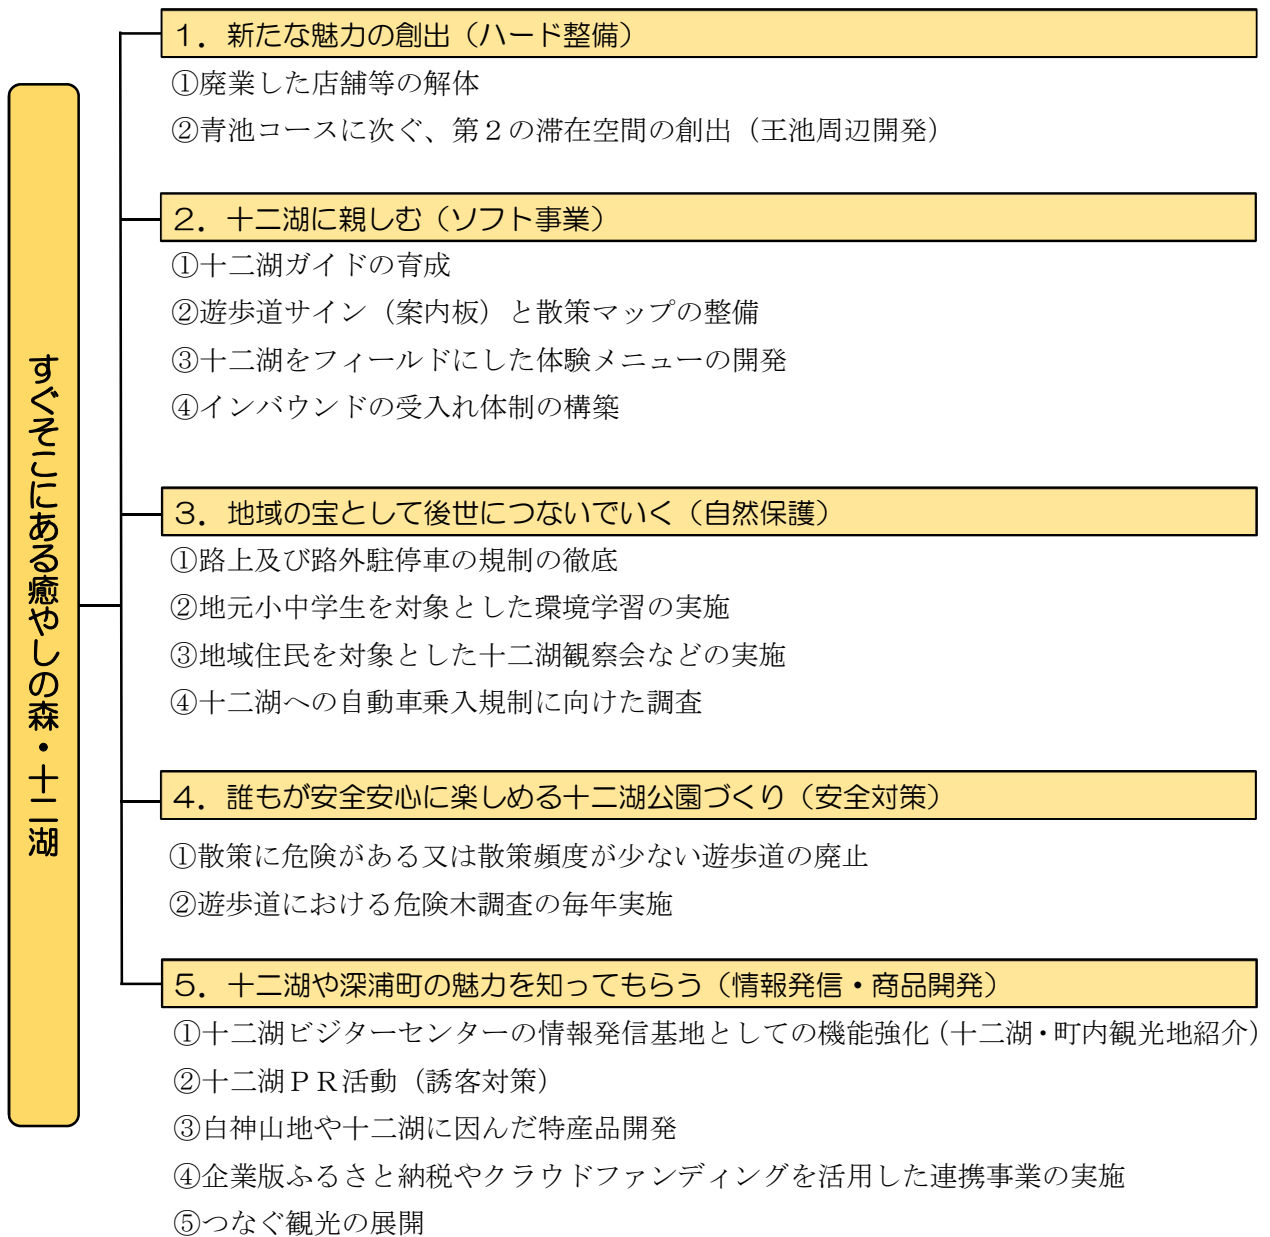 すぐそこにある癒やしの森・十二湖
１．新たな魅力の創出（ハード整備）
①廃業した店舗等の解体
②青池コースに次ぐ、第２の滞在空間の創出（王池周辺開発）
２．十二湖に親しむ（ソフト事業）
①十二湖ガイドの育成
②遊歩道サイン（案内板）と散策マップの整備
③十二湖をフィールドにした体験メニューの開発
④インバウンドの受入れ体制の構築
３．地域の宝として後世につないでいく（自然保護）
①路上及び路外駐停車の規制の徹底
②地元小中学生を対象とした環境学習の実施
③地域住民を対象とした十二湖観察会などの実施
④十二湖への自動車乗入規制に向けた調査
４．誰もが安全安心に楽しめる十二湖公園づくり（安全対策）
①散策に危険がある又は散策頻度が少ない遊歩道の廃止
②遊歩道における危険木調査の毎年実施
５．十二湖や深浦町の魅力を知ってもらう（情報発信・商品開発）
①十二湖ビジターセンターの情報発信基地としての機能強化（十二湖・町内観光地紹介）
②十二湖ＰＲ活動（誘客対策）
③白神山地や十二湖に因んだ特産品開発
④企業版ふるさと納税やクラウドファンディングを活用した連携事業の実施
⑤つなぐ観光の展開